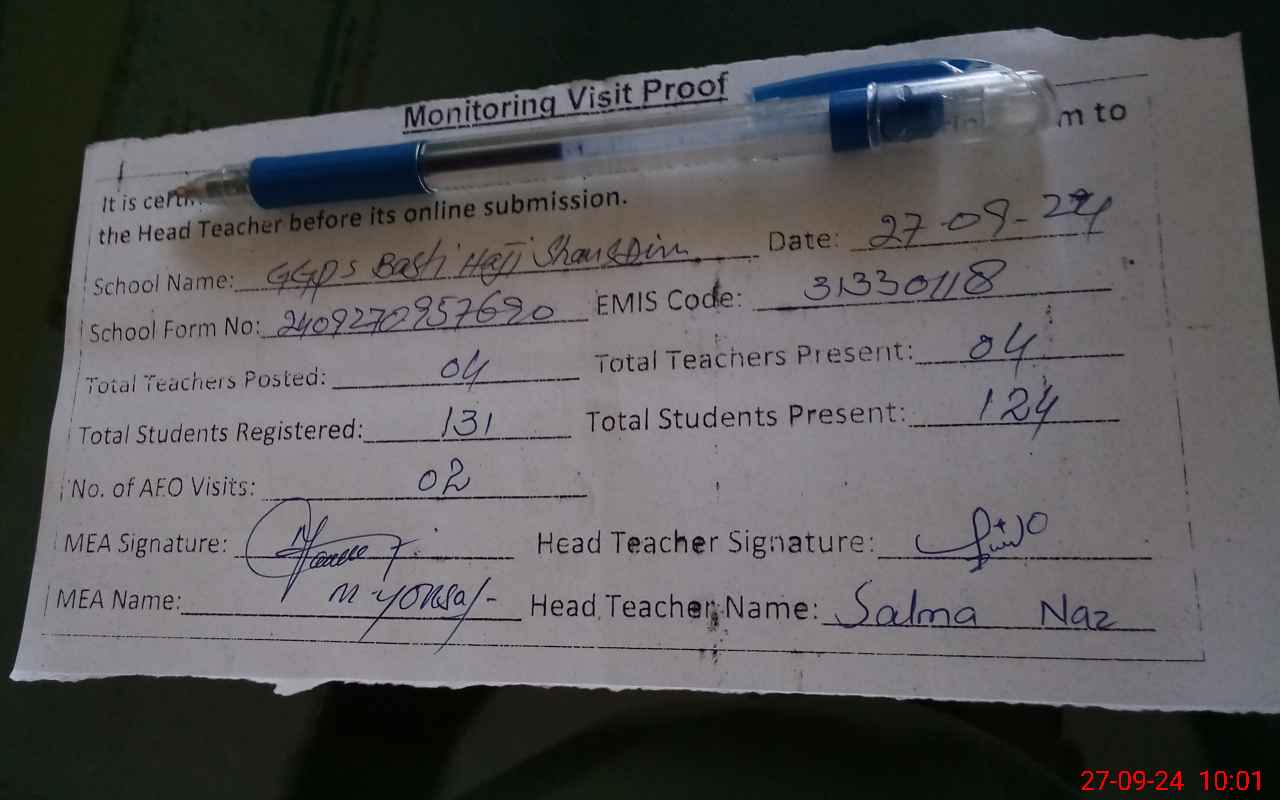 Monitoring Visit Proof
It is certi m to
the Head Teacher before its online submission.
School Name: GGPS Basti Haji Shamsdin Date: 27-09-24
School Form No: 2409270957690 EMIS Code: 31330118
Total Teachers Posted: 04 Total Teachers Present: 04
Total Students Registered: 131 Total Students Present: 124
No. of AEO Visits: 02
MEA Signature: Head Teacher Signature:
MEA Name: Head Teacher Name: Salma Naz
27-09-24 10:01